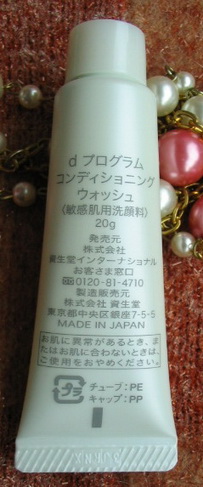 d プログラム
コンディショニング
ウォッシュ
(敏感肌用洗顔料)
20g
発売元
株式会社
資生堂インターナショナル
お客さま窓口
0120-81-4710
製造販売元
株式会社 資生堂
東京都中央区銀座7-5-5
MADE IN JAPAN
お肌に異常があるとき、ま
たはお肌に合わないときは、
ご使用をおやめください。
プラ
チューブ:PE
キャップ:PP